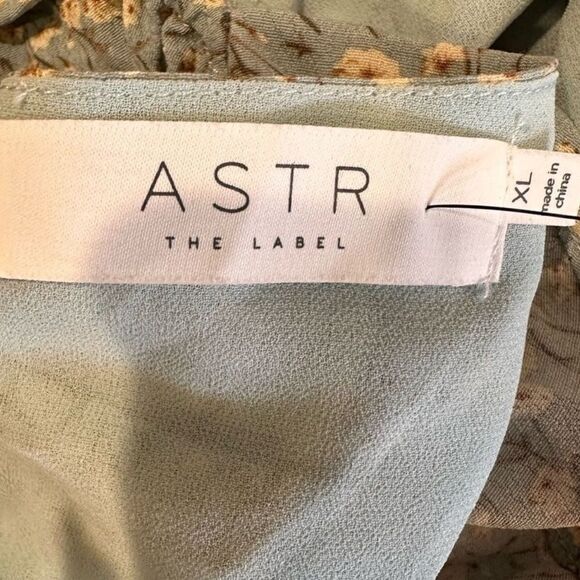 ASTR
THE LABEL
XL
made in
china